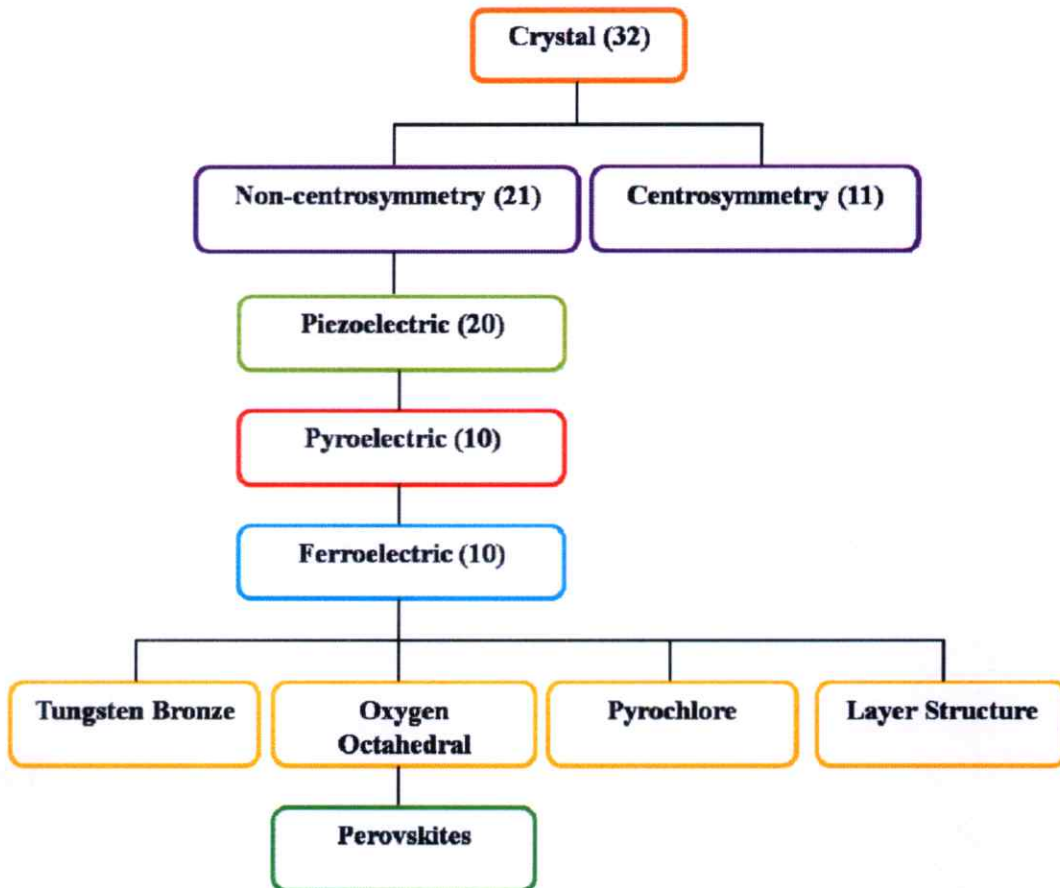 Crystal (32)
Non-centrosymmetry (21)
Centrosymmetry (11)
Piezoelectric (20)
Pyroelectric (10)
Ferroelectric (10)
Tungsten Bronze
Oxygen
Octahedral
Pyrochlore
Layer Structure
Perovskites